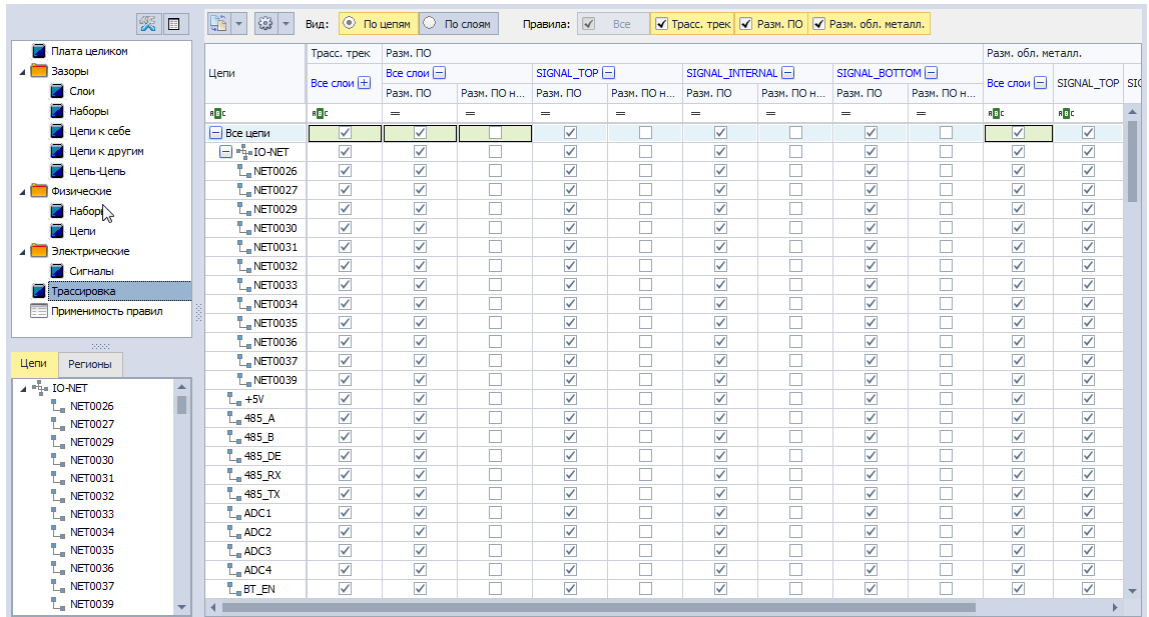 Вид: По цепям По слоям Правила: Все Трасс. трек Разм. ПО Разм. обл. металл.
Плата целиком
Зазоры
Слои
Наборы
Цепи к себе
Цепи к другим
Цепь-Цепь
Физические
Наборы
Цепи
Электрические
Сигналы
Трассировка
Применимость правил
Цепи Регионы
IO-NET
NET0026
NET0027
NET0029
NET0030
NET0031
NET0032
NET0033
NET0034
NET0035
NET0036
NET0037
NET0039
Цепи Трасс. трек Разм. ПО Разм. обл. металл.
Все слои Все слои SIGNAL_TOP SIGNAL_INTERNAL SIGNAL_BOTTOM Все слои SIGNAL_TOP SIG
Разм. ПО Разм. ПО н... Разм. ПО Разм. ПО н... Разм. ПО Разм. ПО н... Разм. ПО Разм. ПО н...
ABC ABC = = = = = = = = ABC ABC
Все цепи
IO-NET
NET0026
NET0027
NET0029
NET0030
NET0031
NET0032
NET0033
NET0034
NET0035
NET0036
NET0037
NET0039
+5V
485_A
485_B
485_DE
485_RX
485_TX
ADC1
ADC2
ADC3
ADC4
BT_EN